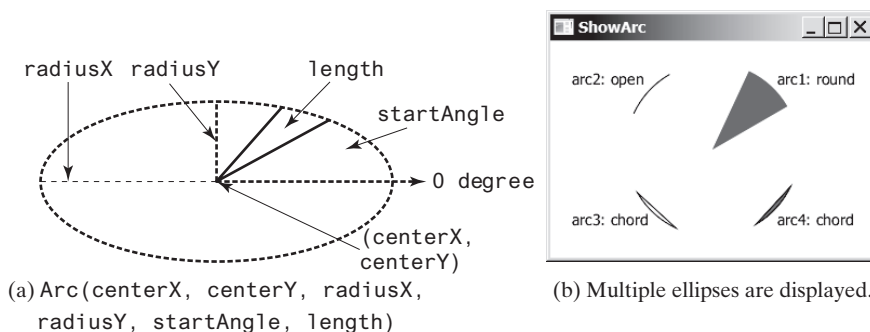 radiusX radiusY length
startAngle
0 degree
(centerX,
centerY)
(a) Arc(centerX, centerY, radiusX,
radiusY, startAngle, length)
ShowArc
arc2: open
arc1: round
arc3: chord
arc4: chord
(b) Multiple ellipses are displayed.